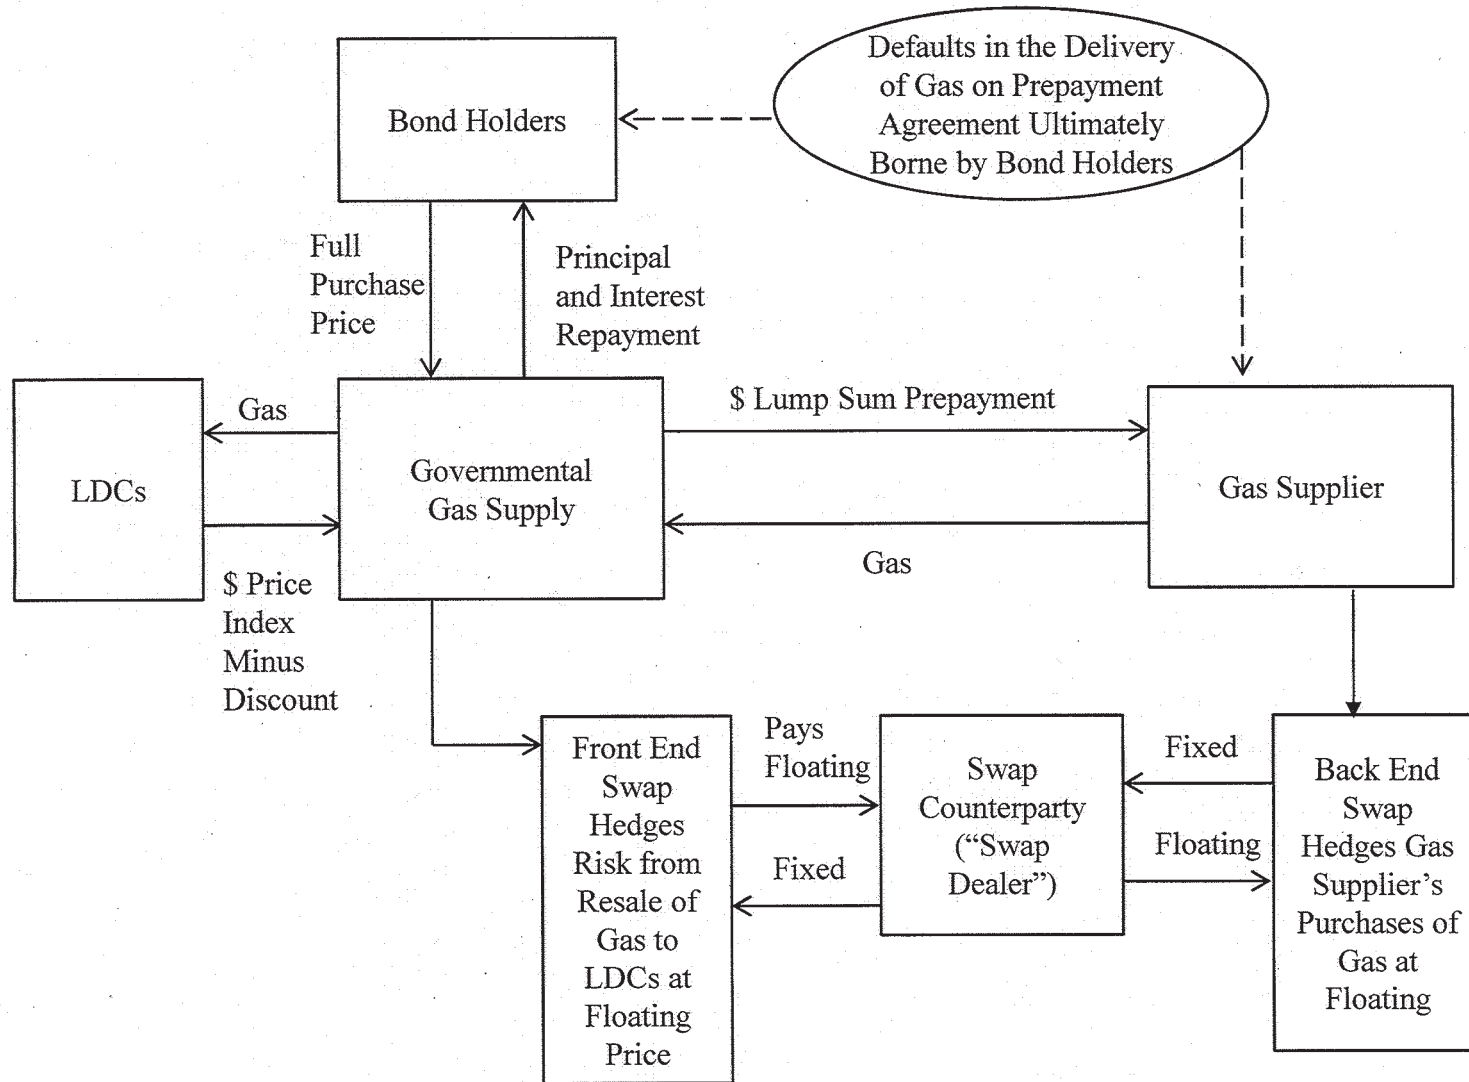 Defaults in the Delivery
of Gas on Prepayment
Agreement Ultimately
Borne by Bond Holders
Bond Holders
Full
Purchase
Price
Principal
and Interest
Repayment
LDCs
Gas
$ Price
Index
Minus
Discount
Governmental
Gas Supply
$ Lump Sum Prepayment
Gas
Gas Supplier
Front End
Swap
Hedges
Risk from
Resale of
Gas to
LDCs at
Floating
Price
Pays
Floating
Fixed
Swap
Counterparty
(“Swap
Dealer”)
Fixed
Floating
Back End
Swap
Hedges Gas
Supplier’s
Purchases of
Gas at
Floating